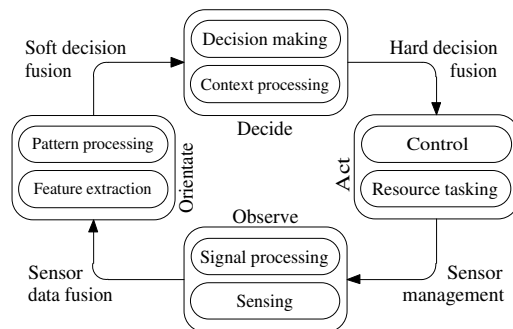 Soft decision
fusion
Decision making
Context processing
Decide
Hard decision
fusion
Pattern processing
Feature extraction
Orientate
Act
Control
Resource tasking
Observe
Signal processing
Sensing
Sensor
data fusion
Sensor
management